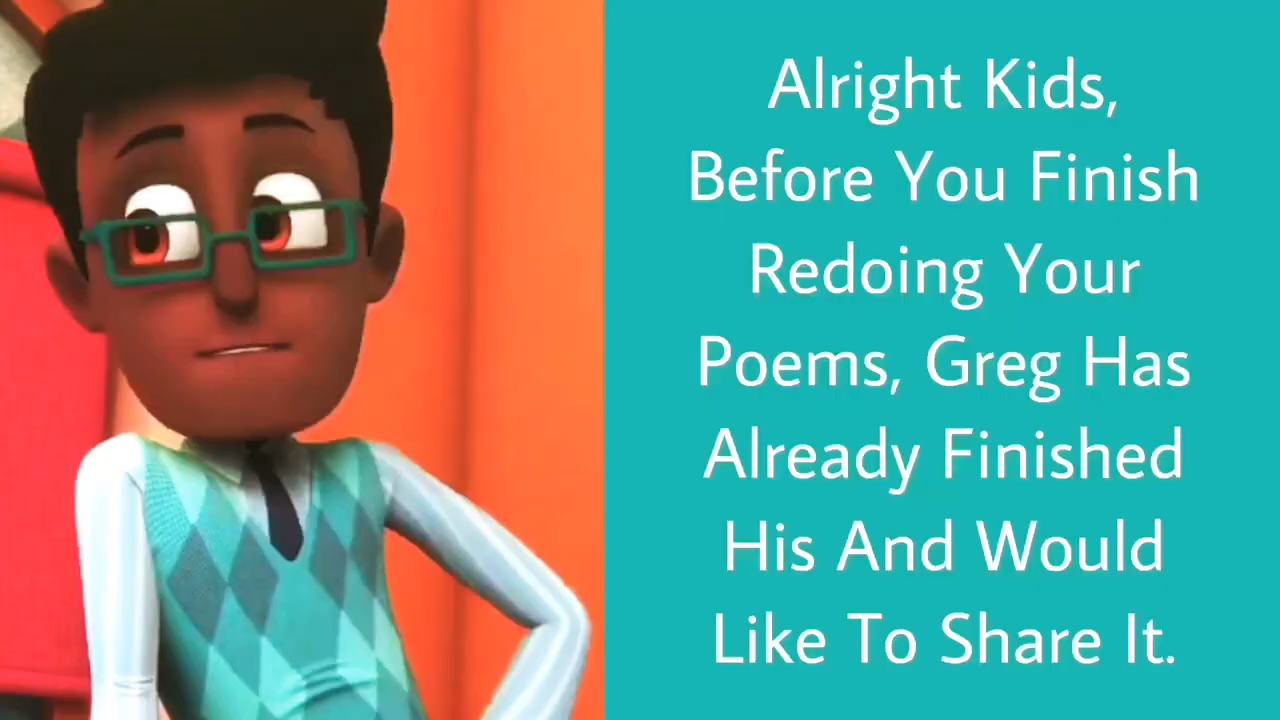 Alright Kids,
Before You Finish
Redoing Your
Poems, Greg Has
Already Finished
His And Would
Like To Share It.